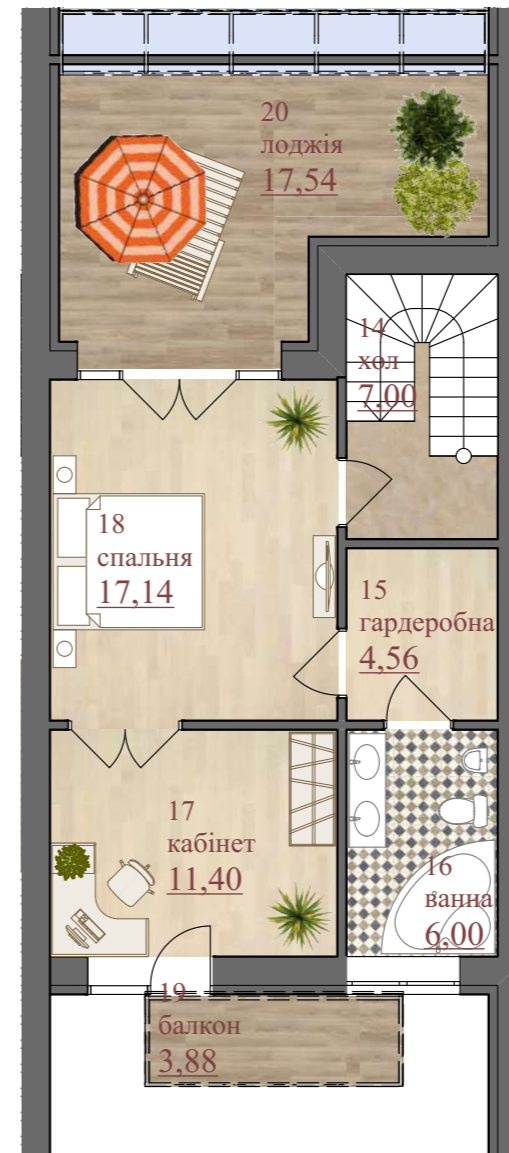 20
лоджія
17,54
14
хол
7,00
18
спальня
17,14
15
гардеробна
4,56
17
кабінет
11,40
16
ванна
6,00
19
балкон
3,88